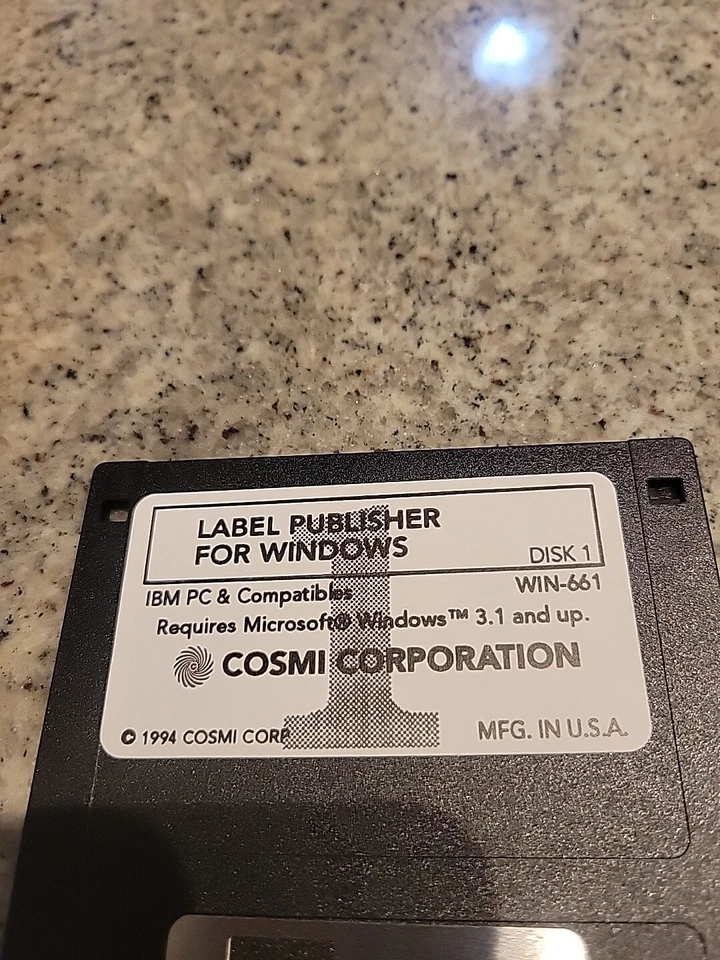 LABEL PUBLISHER
FOR WINDOWS
DISK 1
IBM PC & Compatibles
WIN-661
Requires Microsoft® Windows™ 3.1 and up.
COSMI CORPORATION
© 1994 COSMI CORP.
MFG. IN U.S.A.
1